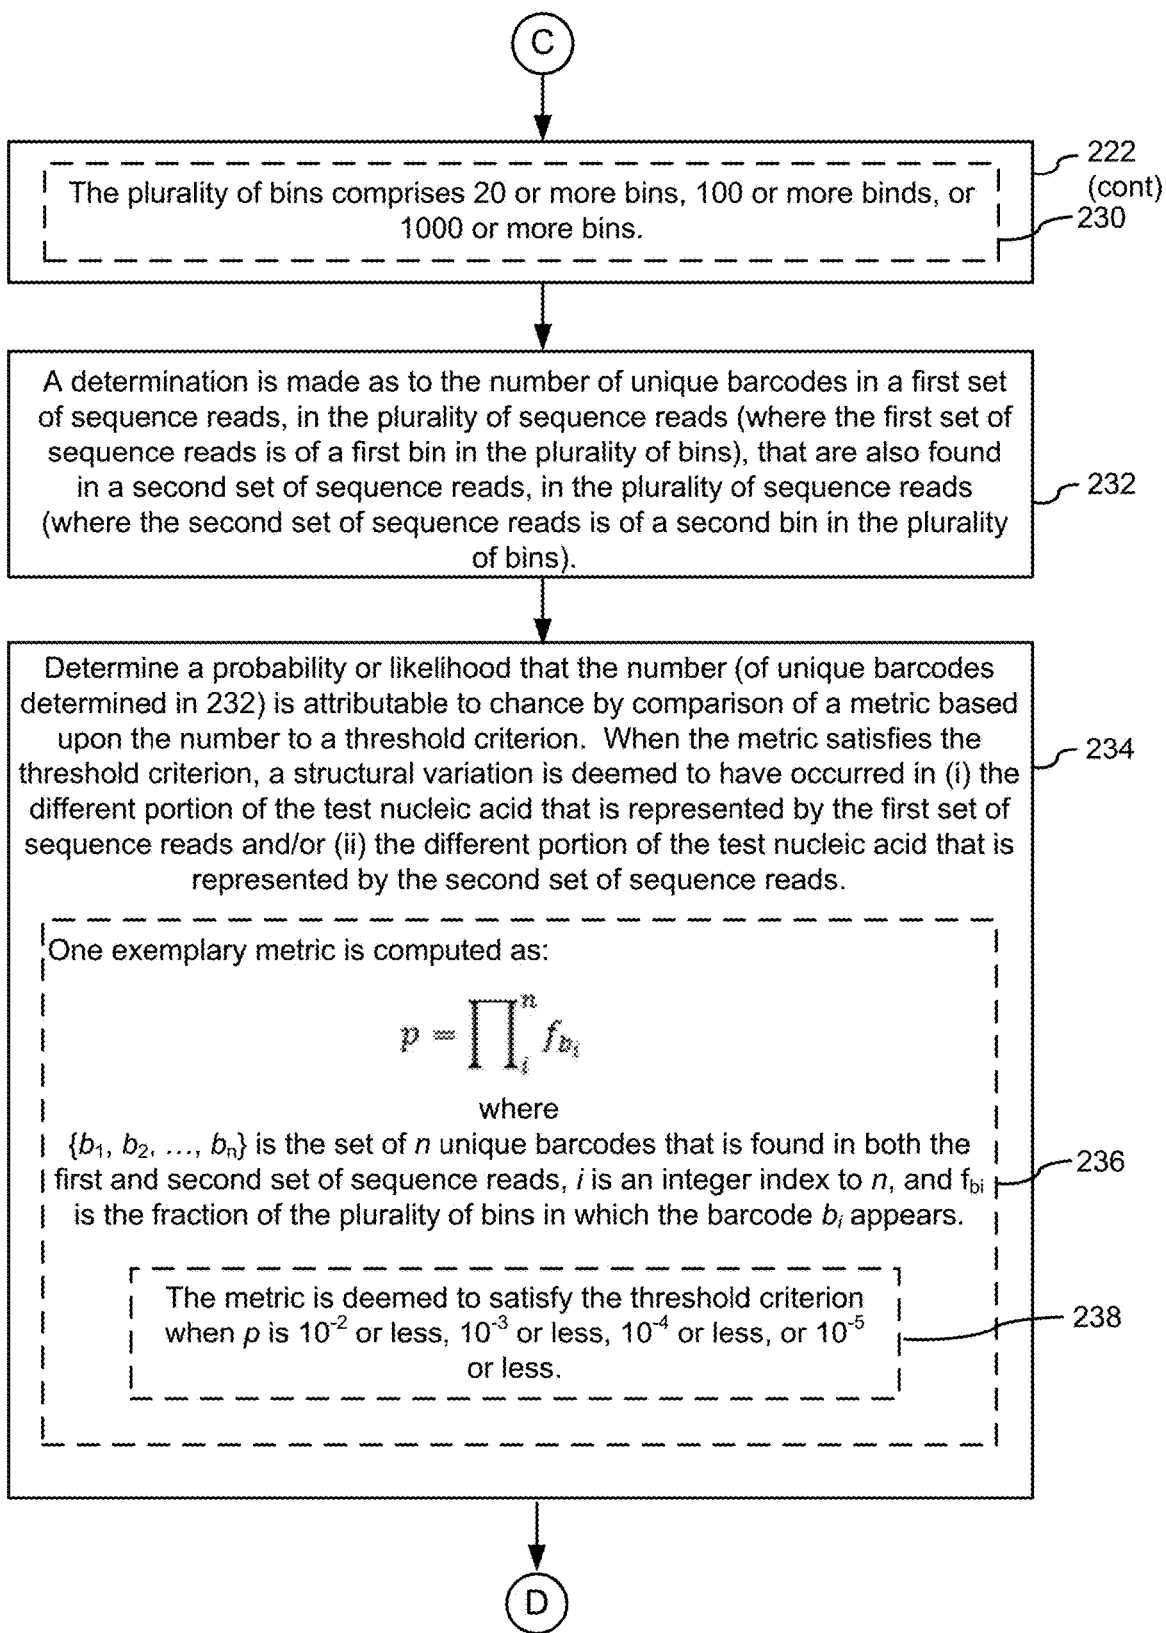 C
The plurality of bins comprises 20 or more bins, 100 or more binds, or
1000 or more bins.
222
(cont)
230
A determination is made as to the number of unique barcodes in a first set
of sequence reads, in the plurality of sequence reads (where the first set of
sequence reads is of a first bin in the plurality of bins), that are also found
in a second set of sequence reads, in the plurality of sequence reads
(where the second set of sequence reads is of a second bin in the plurality
of bins).
232
Determine a probability or likelihood that the number (of unique barcodes
determined in 232) is attributable to chance by comparison of a metric based
upon the number to a threshold criterion.  When the metric satisfies the
threshold criterion, a structural variation is deemed to have occurred in (i) the
different portion of the test nucleic acid that is represented by the first set of
sequence reads and/or (ii) the different portion of the test nucleic acid that is
represented by the second set of sequence reads.
234
One exemplary metric is computed as:
p = ∏_i^n f_{b_i}
where
{b₁, b₂, ..., bₙ} is the set of n unique barcodes that is found in both the
first and second set of sequence reads, i is an integer index to n, and f_{bi}
is the fraction of the plurality of bins in which the barcode b_i appears.
236
The metric is deemed to satisfy the threshold criterion
when p is 10⁻² or less, 10⁻³ or less, 10⁻⁴ or less, or 10⁻⁵
or less.
238
D